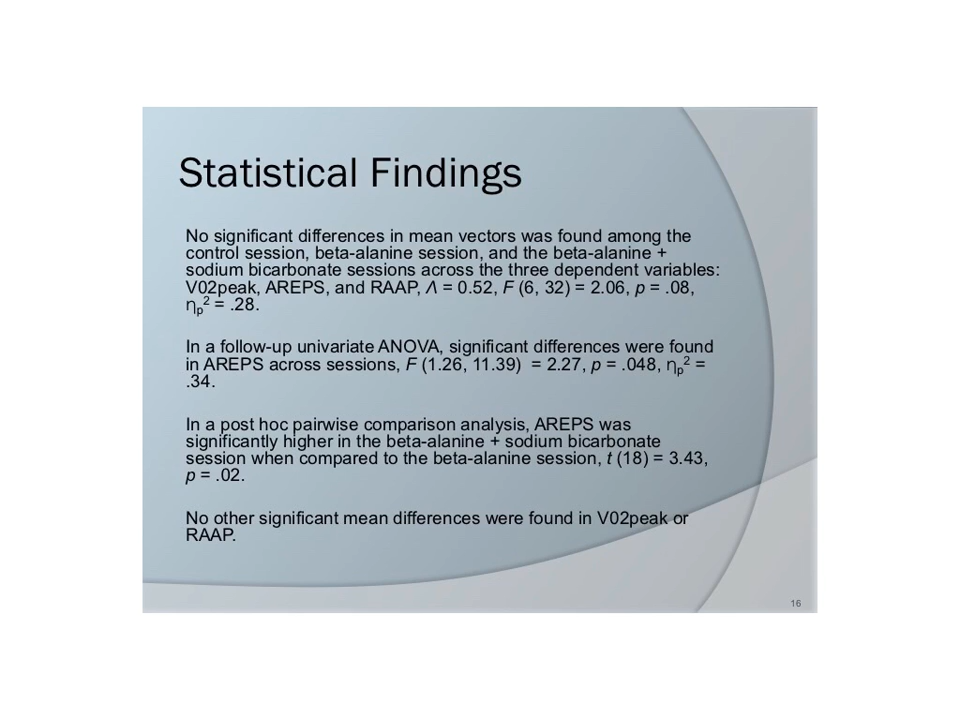 Statistical Findings
No significant differences in mean vectors was found among the
control session, beta-alanine session, and the beta-alanine +
sodium bicarbonate sessions across the three dependent variables:
V02peak, AREPS, and RAAP, Λ = 0.52, F (6, 32) = 2.06, p = .08,
ηp² = .28.
In a follow-up univariate ANOVA, significant differences were found
in AREPS across sessions, F (1.26, 11.39)  = 2.27, p = .048, ηp² =
.34.
In a post hoc pairwise comparison analysis, AREPS was
significantly higher in the beta-alanine + sodium bicarbonate
session when compared to the beta-alanine session, t (18) = 3.43,
p = .02.
No other significant mean differences were found in V02peak or
RAAP.
16